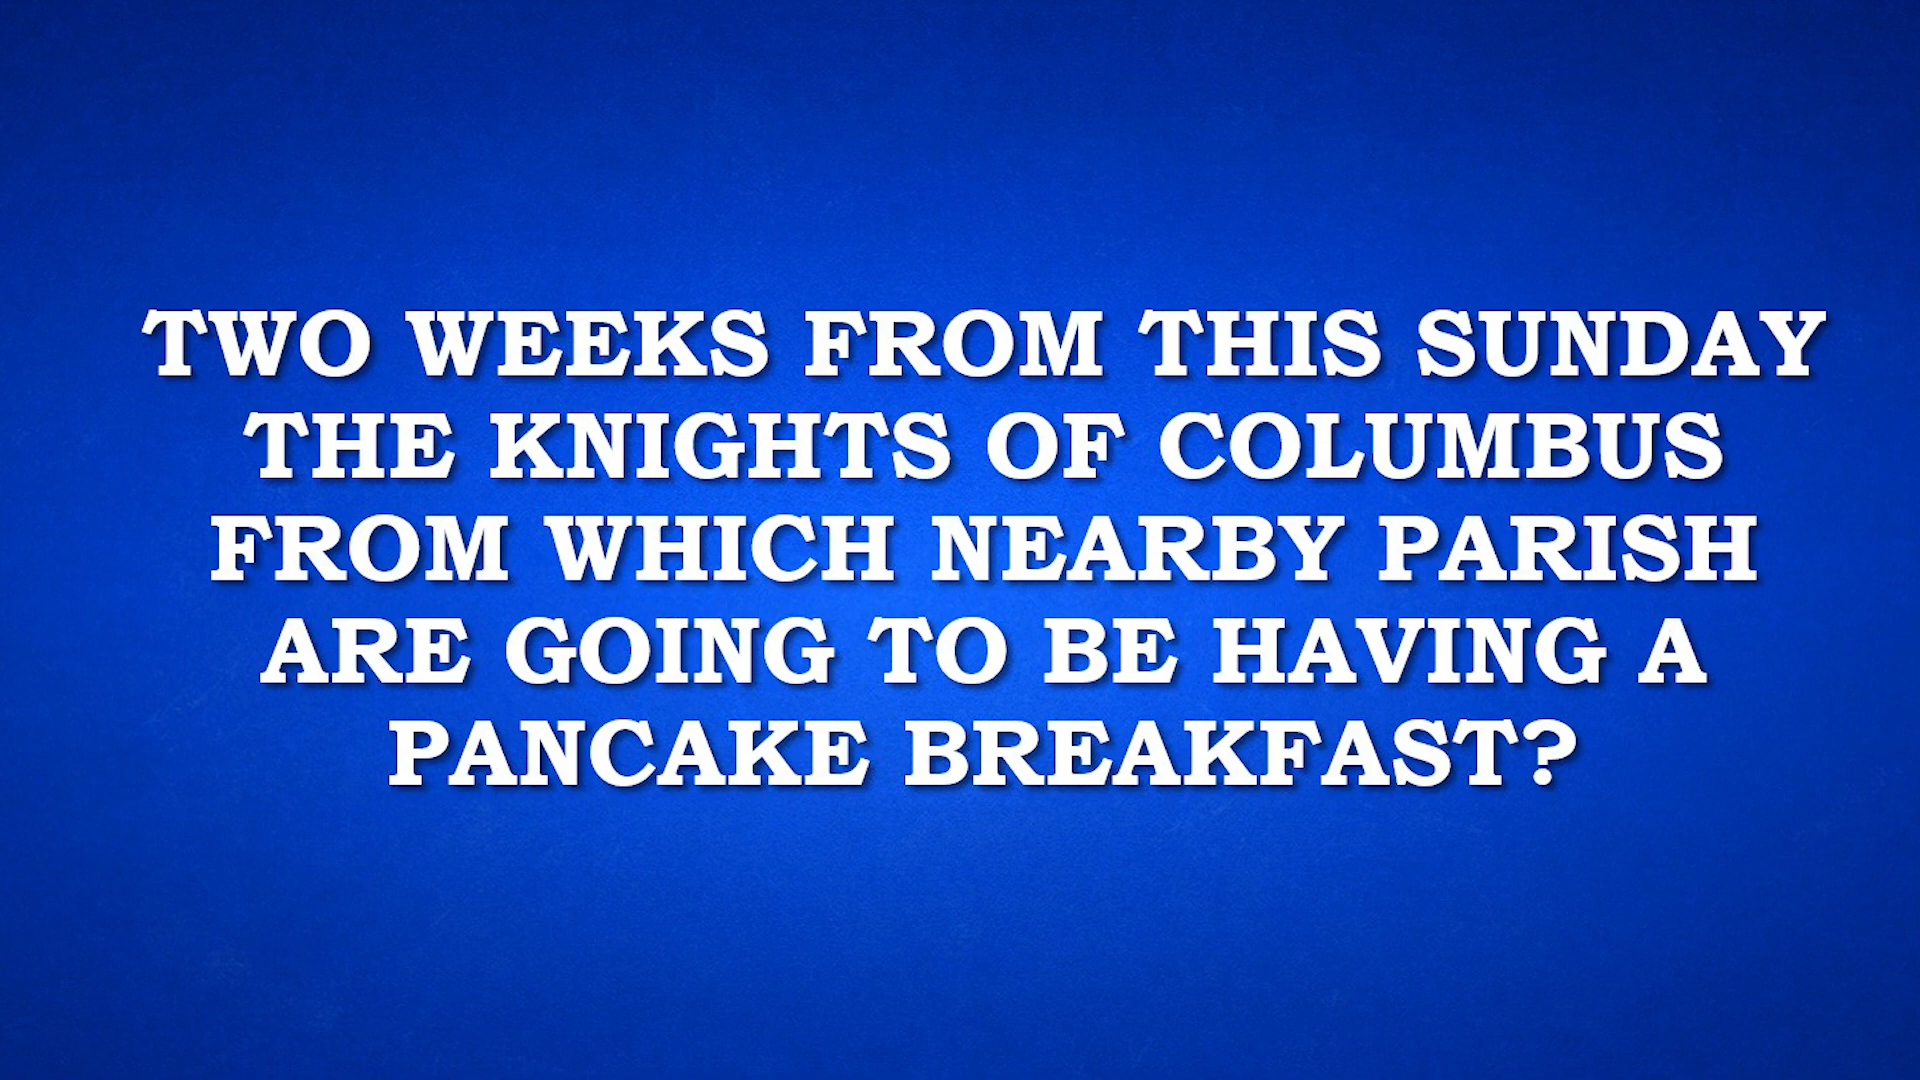 TWO WEEKS FROM THIS SUNDAY
THE KNIGHTS OF COLUMBUS
FROM WHICH NEARBY PARISH
ARE GOING TO BE HAVING A
PANCAKE BREAKFAST?